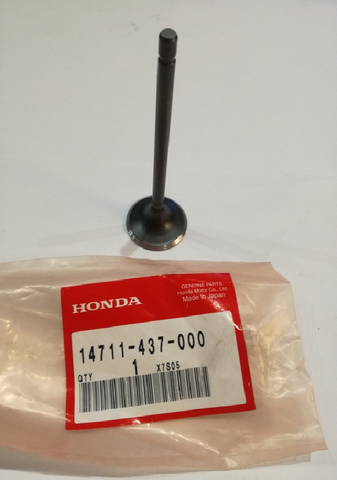 HONDA
GENUINE PARTS
Honda Motor Co., Ltd.
Made in Japan
14711-437-000
QTY 1 X7S05